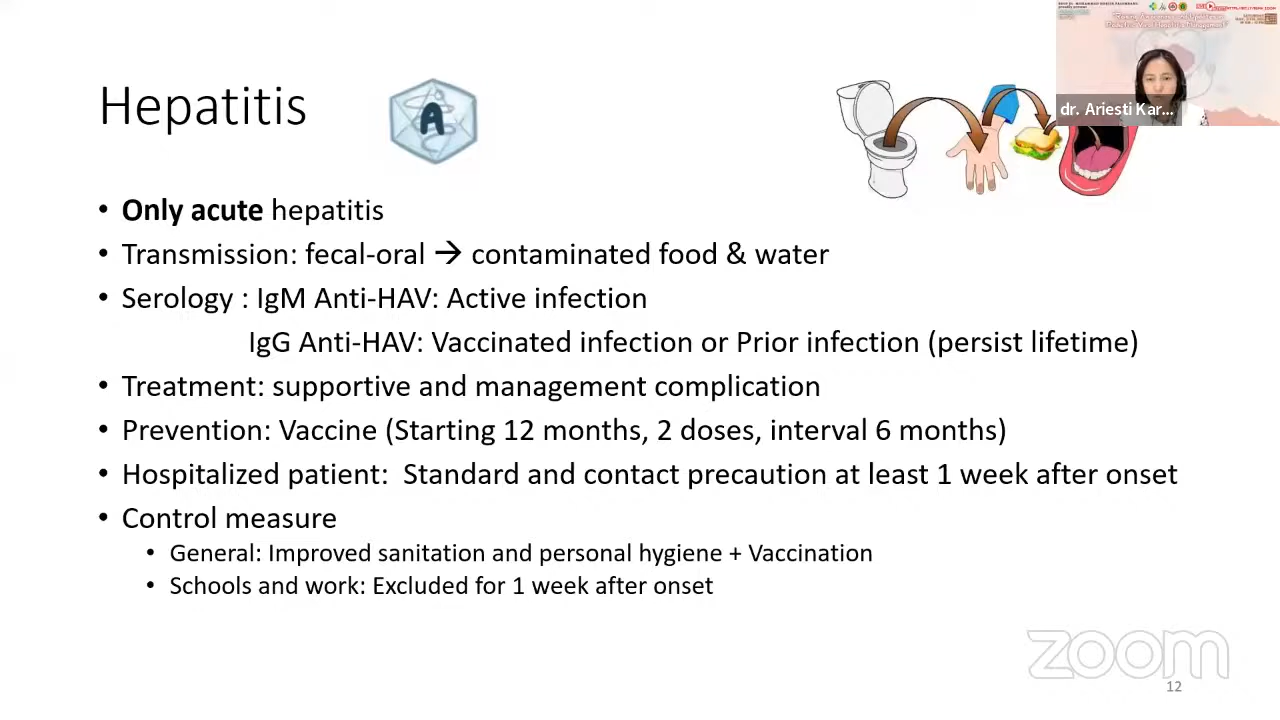 Hepatitis
A
dr. Ariesti Kar...
• Only acute hepatitis
• Transmission: fecal-oral → contaminated food & water
• Serology : IgM Anti-HAV: Active infection
IgG Anti-HAV: Vaccinated infection or Prior infection (persist lifetime)
• Treatment: supportive and management complication
• Prevention: Vaccine (Starting 12 months, 2 doses, interval 6 months)
• Hospitalized patient: Standard and contact precaution at least 1 week after onset
• Control measure
• General: Improved sanitation and personal hygiene + Vaccination
• Schools and work: Excluded for 1 week after onset
zoom
12